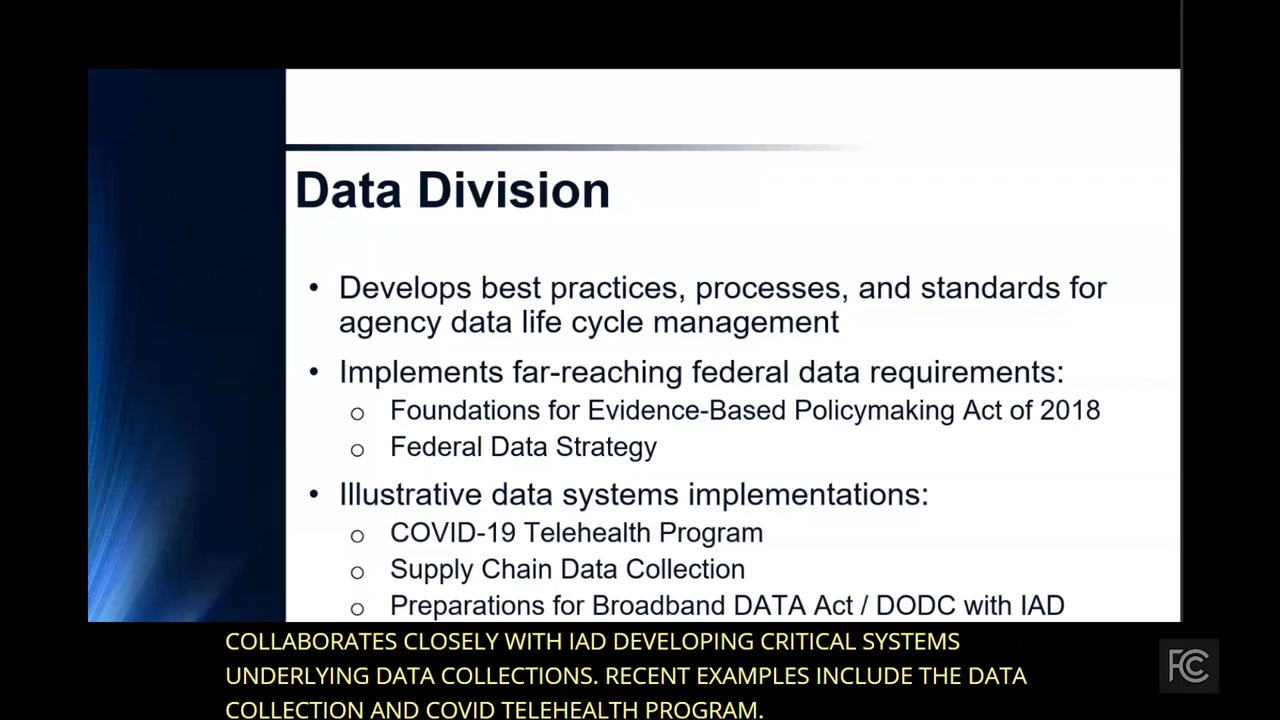 Data Division
• Develops best practices, processes, and standards for
agency data life cycle management
• Implements far-reaching federal data requirements:
o Foundations for Evidence-Based Policymaking Act of 2018
o Federal Data Strategy
• Illustrative data systems implementations:
o COVID-19 Telehealth Program
o Supply Chain Data Collection
o Preparations for Broadband DATA Act / DODC with IAD
COLLABORATES CLOSELY WITH IAD DEVELOPING CRITICAL SYSTEMS
UNDERLYING DATA COLLECTIONS. RECENT EXAMPLES INCLUDE THE DATA
COLLECTION AND COVID TELEHEALTH PROGRAM.
FCC